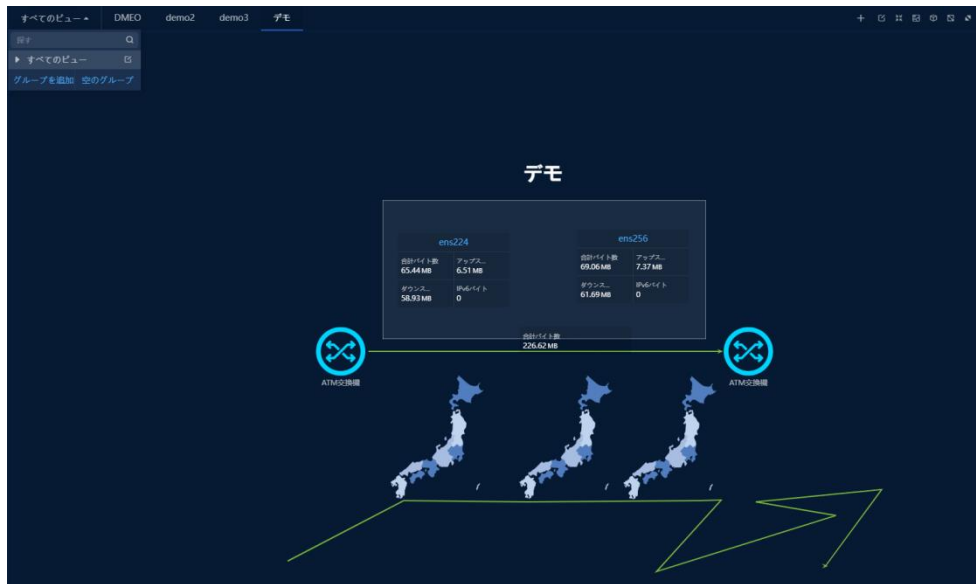 すべてのビュー DMEO demo2 demo3 デモ
探す
すべてのビュー
グループを追加 空のグループ
デモ
ens224
合計バイト数 アップス...
65.44 MB 6.51 MB
ダウンス... IPv6バイト
58.93 MB 0
ens256
合計バイト数 アップス...
69.06 MB 7.37 MB
ダウンス... IPv6バイト
61.69 MB 0
合計バイト数
226.62 MB
ATM交換機
ATM交換機